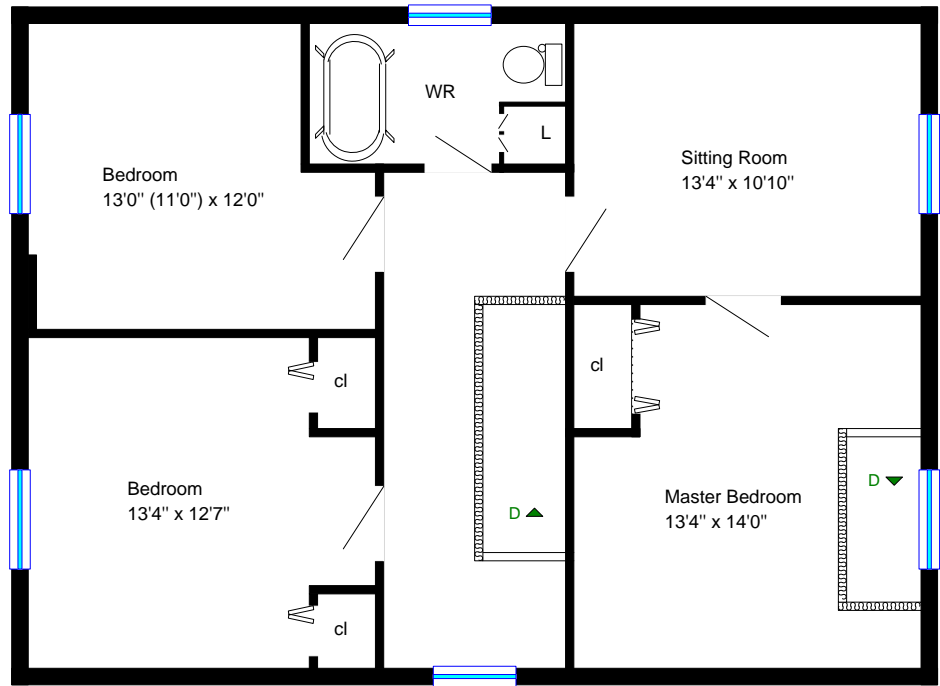 WR
L
Bedroom
13'0" (11'0") x 12'0"
Sitting Room
13'4" x 10'10"
cl
cl
Bedroom
13'4" x 12'7"
D
Master Bedroom
13'4" x 14'0"
D
cl